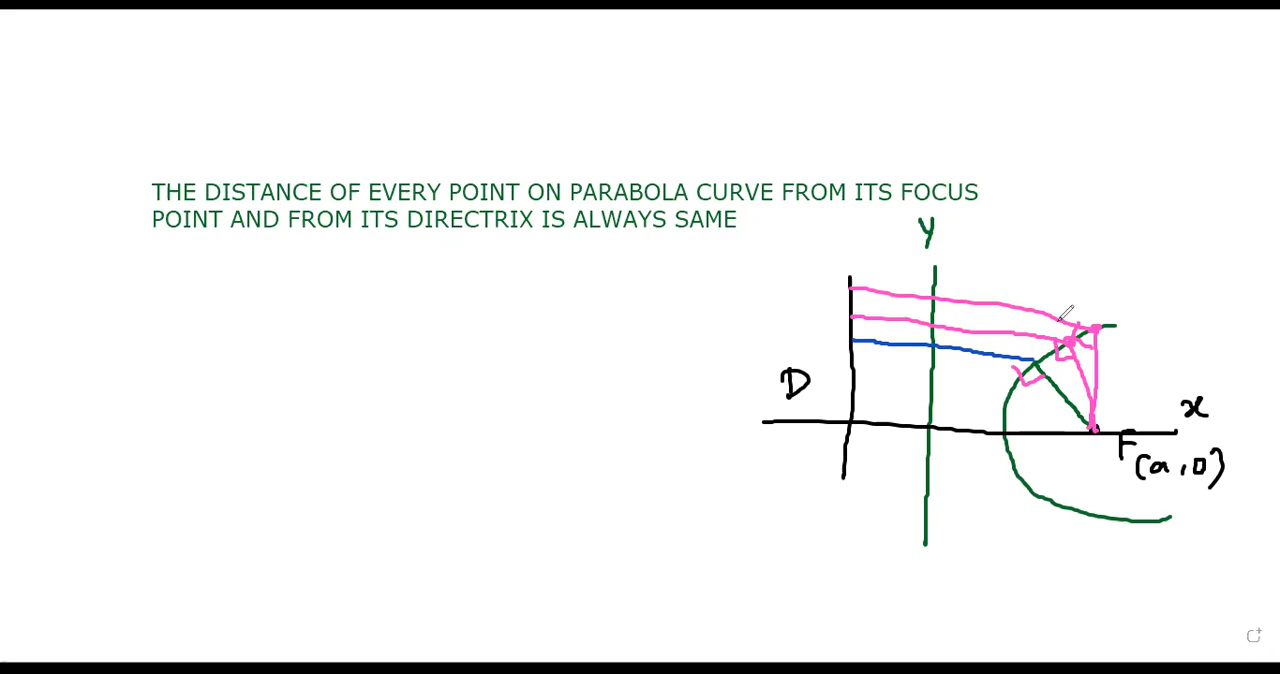 THE DISTANCE OF EVERY POINT ON PARABOLA CURVE FROM ITS FOCUS
POINT AND FROM ITS DIRECTRIX IS ALWAYS SAME
Y
D
x
F
(a,0)